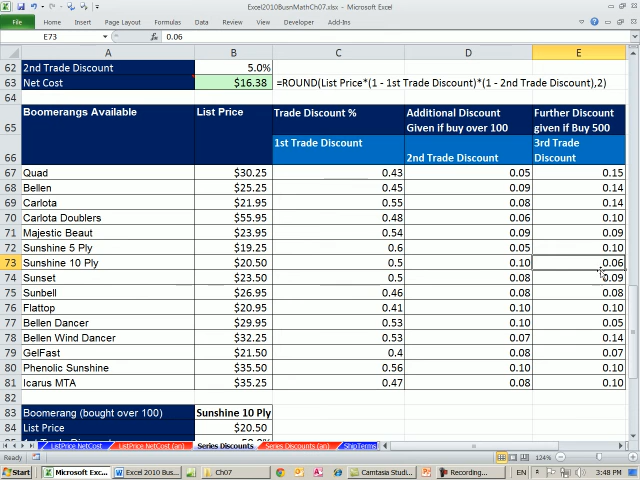 Excel2010BusnMathCh07.xlsx - Microsoft Excel
File Home Insert Page Layout Formulas Data Review View Developer Add-Ins
E73 fx 0.06
A B C D E
62 2nd Trade Discount 5.0%
63 Net Cost $16.38 =ROUND(List Price*(1 - 1st Trade Discount)*(1 - 2nd Trade Discount),2)
64
65 Boomerangs Available List Price Trade Discount % Additional Discount Given if buy over 100 Further Discount given if Buy 500
66 1st Trade Discount 2nd Trade Discount 3rd Trade Discount
67 Quad $30.25 0.43 0.05 0.15
68 Bellen $25.25 0.45 0.09 0.14
69 Carlota $21.95 0.55 0.08 0.14
70 Carlota Doublers $55.95 0.48 0.06 0.10
71 Majestic Beaut $23.95 0.54 0.09 0.09
72 Sunshine 5 Ply $19.25 0.6 0.05 0.10
73 Sunshine 10 Ply $20.50 0.5 0.10 0.06
74 Sunset $23.50 0.5 0.08 0.09
75 Sunbell $26.95 0.46 0.08 0.08
76 Flattop $20.95 0.41 0.10 0.10
77 Bellen Dancer $29.95 0.53 0.10 0.05
78 Bellen Wind Dancer $32.25 0.53 0.08 0.14
79 GelFast $21.50 0.4 0.08 0.07
80 Phenolic Sunshine $35.50 0.56 0.10 0.10
81 Icarus MTA $35.25 0.47 0.08 0.10
82
83 Boomerang (bought over 100) Sunshine 10 Ply
84 List Price $20.50
ListPrice NetCost ListPrice NetCost (an) Series Discounts Series Discounts (an) ShipTerms
Ready 124%
Start Microsoft Exc... Excel 2010 Busn... Ch07 Camtasia Studi... Recording... EN 3:48 PM